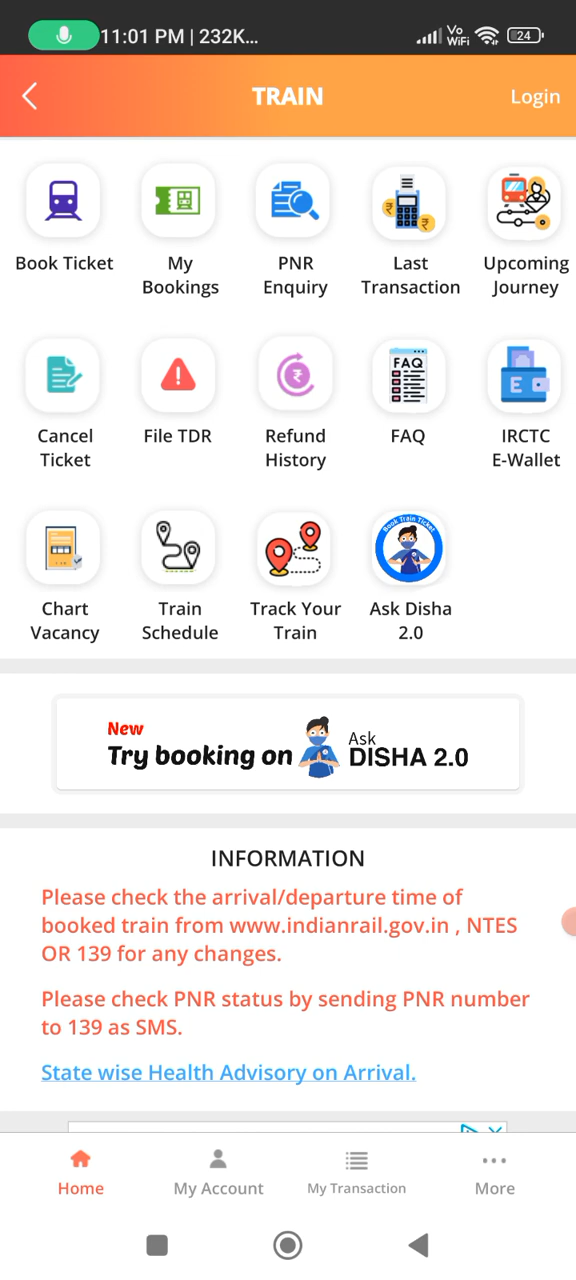 11:01 PM | 232K...
Vo
WiFi
24
TRAIN
Login
Book Ticket
My
Bookings
PNR
Enquiry
Last
Transaction
Upcoming
Journey
FAQ
E
Cancel
Ticket
File TDR
Refund
History
FAQ
IRCTC
E-Wallet
Book Train Ticket
Chart
Vacancy
Train
Schedule
Track Your
Train
Ask Disha
2.0
New
Try booking on
Ask
DISHA 2.0
INFORMATION
Please check the arrival/departure time of
booked train from www.indianrail.gov.in , NTES
OR 139 for any changes.
Please check PNR status by sending PNR number
to 139 as SMS.
State wise Health Advisory on Arrival.
Home
My Account
My Transaction
More